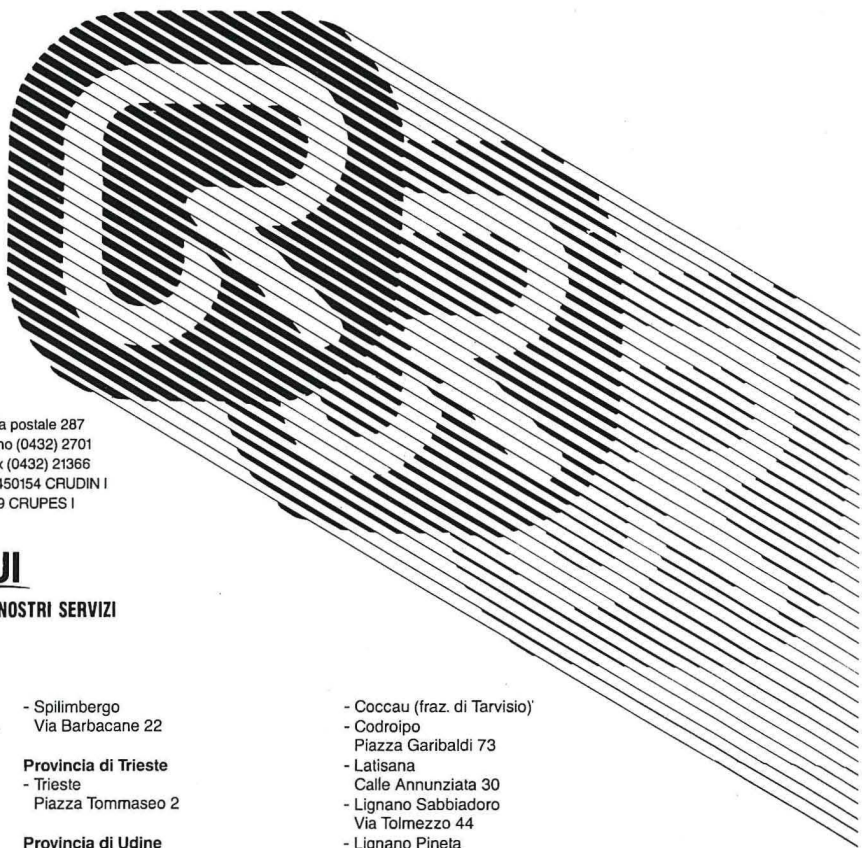 a postale 287
no (0432) 2701
x (0432) 21366
450154 CRUDIN I
9 CRUPES I
UI
NOSTRI SERVIZI
- Spilimbergo
Via Barbacane 22
Provincia di Trieste
- Trieste
Piazza Tommaseo 2
Provincia di Udine
- Coccau (fraz. di Tarvisio)
- Codroipo
Piazza Garibaldi 73
- Latisana
Calle Annunziata 30
- Lignano Sabbiadoro
Via Tolmezzo 44
- Lignano Pineta